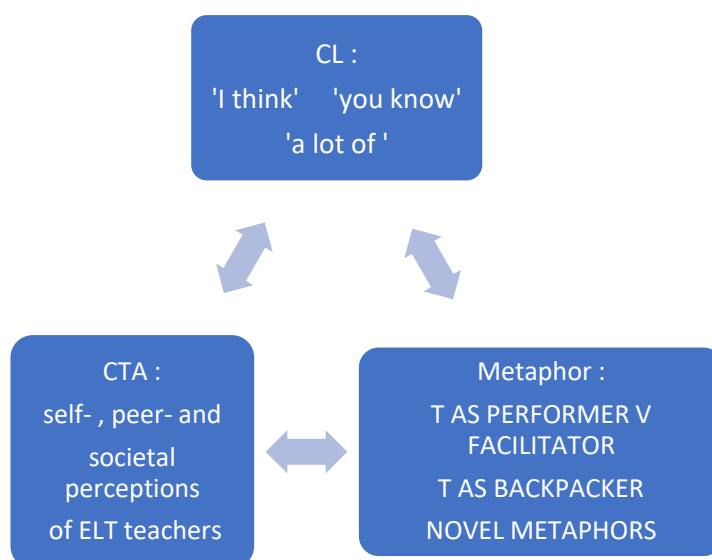 CL :
'I think' 'you know'
'a lot of '
CTA :
self- , peer- and
societal
perceptions
of ELT teachers
Metaphor :
T AS PERFORMER V
FACILITATOR
T AS BACKPACKER
NOVEL METAPHORS